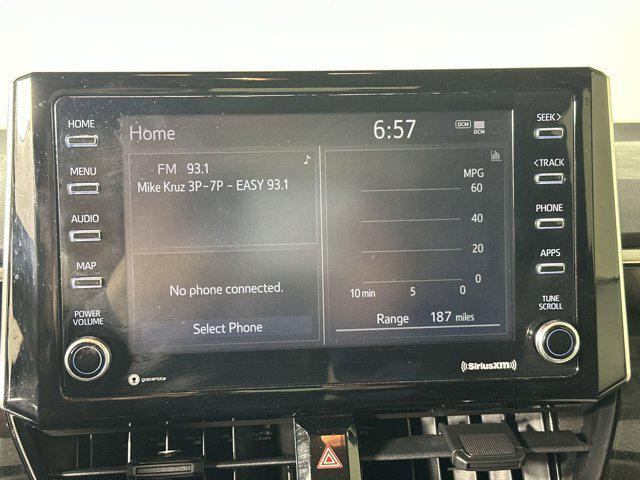 HOME
MENU
AUDIO
MAP
POWER
VOLUME
Home
6:57
DCM
DCM
FM 93.1
Mike Kruz 3P-7P - EASY 93.1
No phone connected.
Select Phone
MPG
60
40
20
0
10 min 5 0
Range 187 miles
SEEK >
< TRACK
PHONE
APPS
TUNE
SCROLL
gracenote
((SiriusXM))